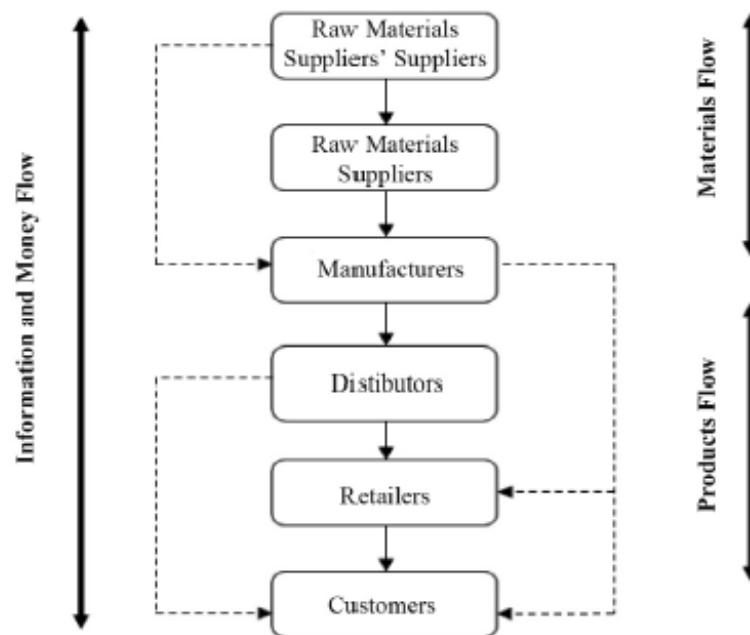 Raw Materials
Suppliers' Suppliers
Raw Materials
Suppliers
Manufacturers
Distibutors
Retailers
Customers
Information and Money Flow
Materials Flow
Products Flow